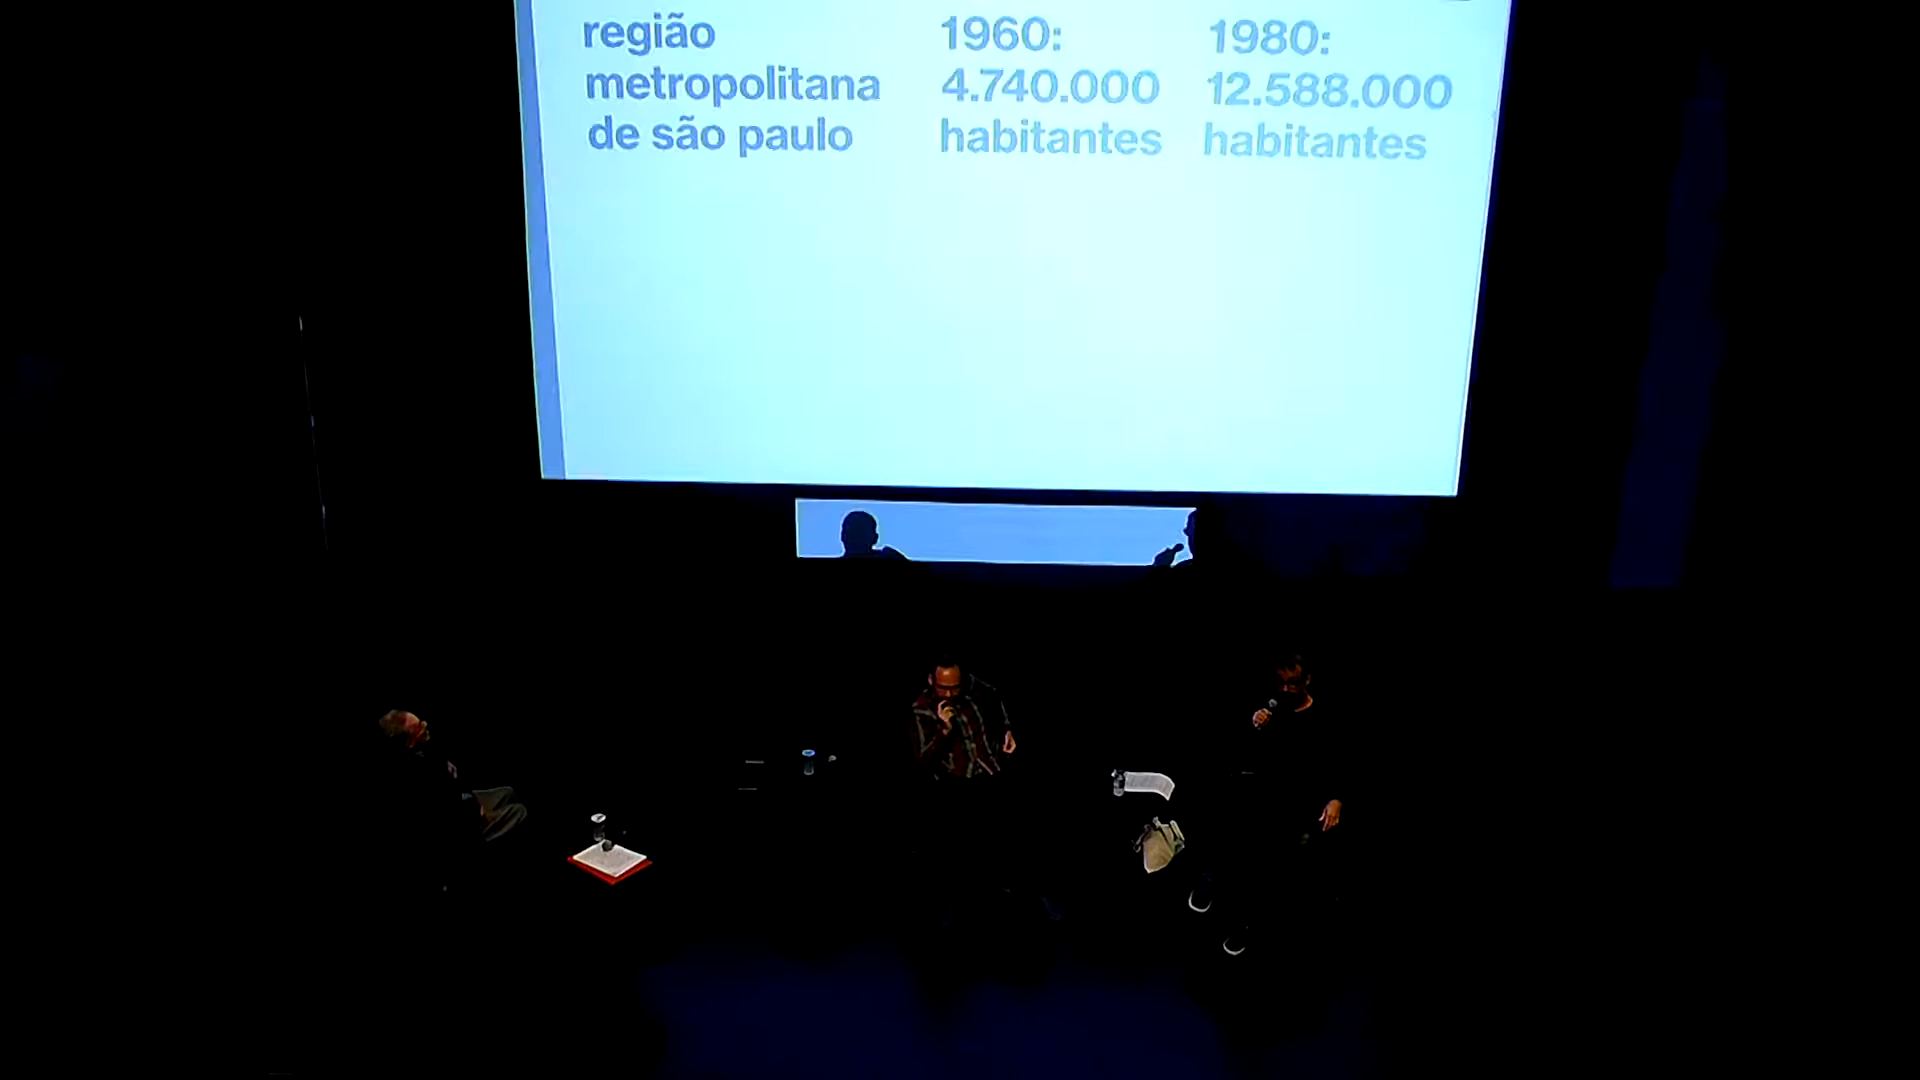 região
metropolitana
de são paulo
1960:
4.740.000
habitantes
1980:
12.588.000
habitantes